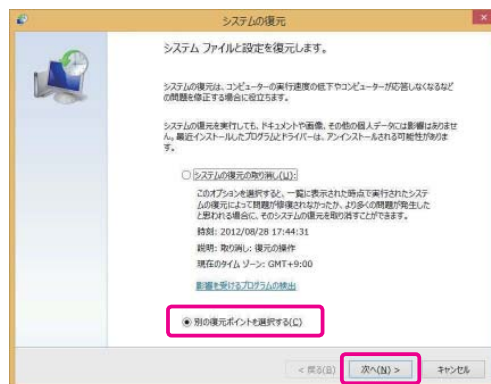 システムの復元
システム ファイルと設定を復元します。
システムの復元は、コンピューターの実行速度の低下やコンピューターが応答しなくなるなど
の問題を修正する場合に役立ちます。
システムの復元を実行しても、ドキュメントや画像、その他の個人データには影響はありませ
ん。最近インストールしたプログラムとドライバーは、アンインストールされる可能性がありま
す。
システムの復元の取り消し(U):
このオプションを選択すると、一覧に表示された時点で実行されたシステ
ムの復元によって問題が修復されなかったか、より多くの問題が発生した
と思われる場合に、そのシステムの復元を取り消すことができます。
時刻: 2012/08/28 17:44:31
説明: 取り消し: 復元の操作
現在のタイム ゾーン: GMT+9:00
影響を受けるプログラムの検出
別の復元ポイントを選択する(C)
< 戻る(B) 次へ(N) > キャンセル